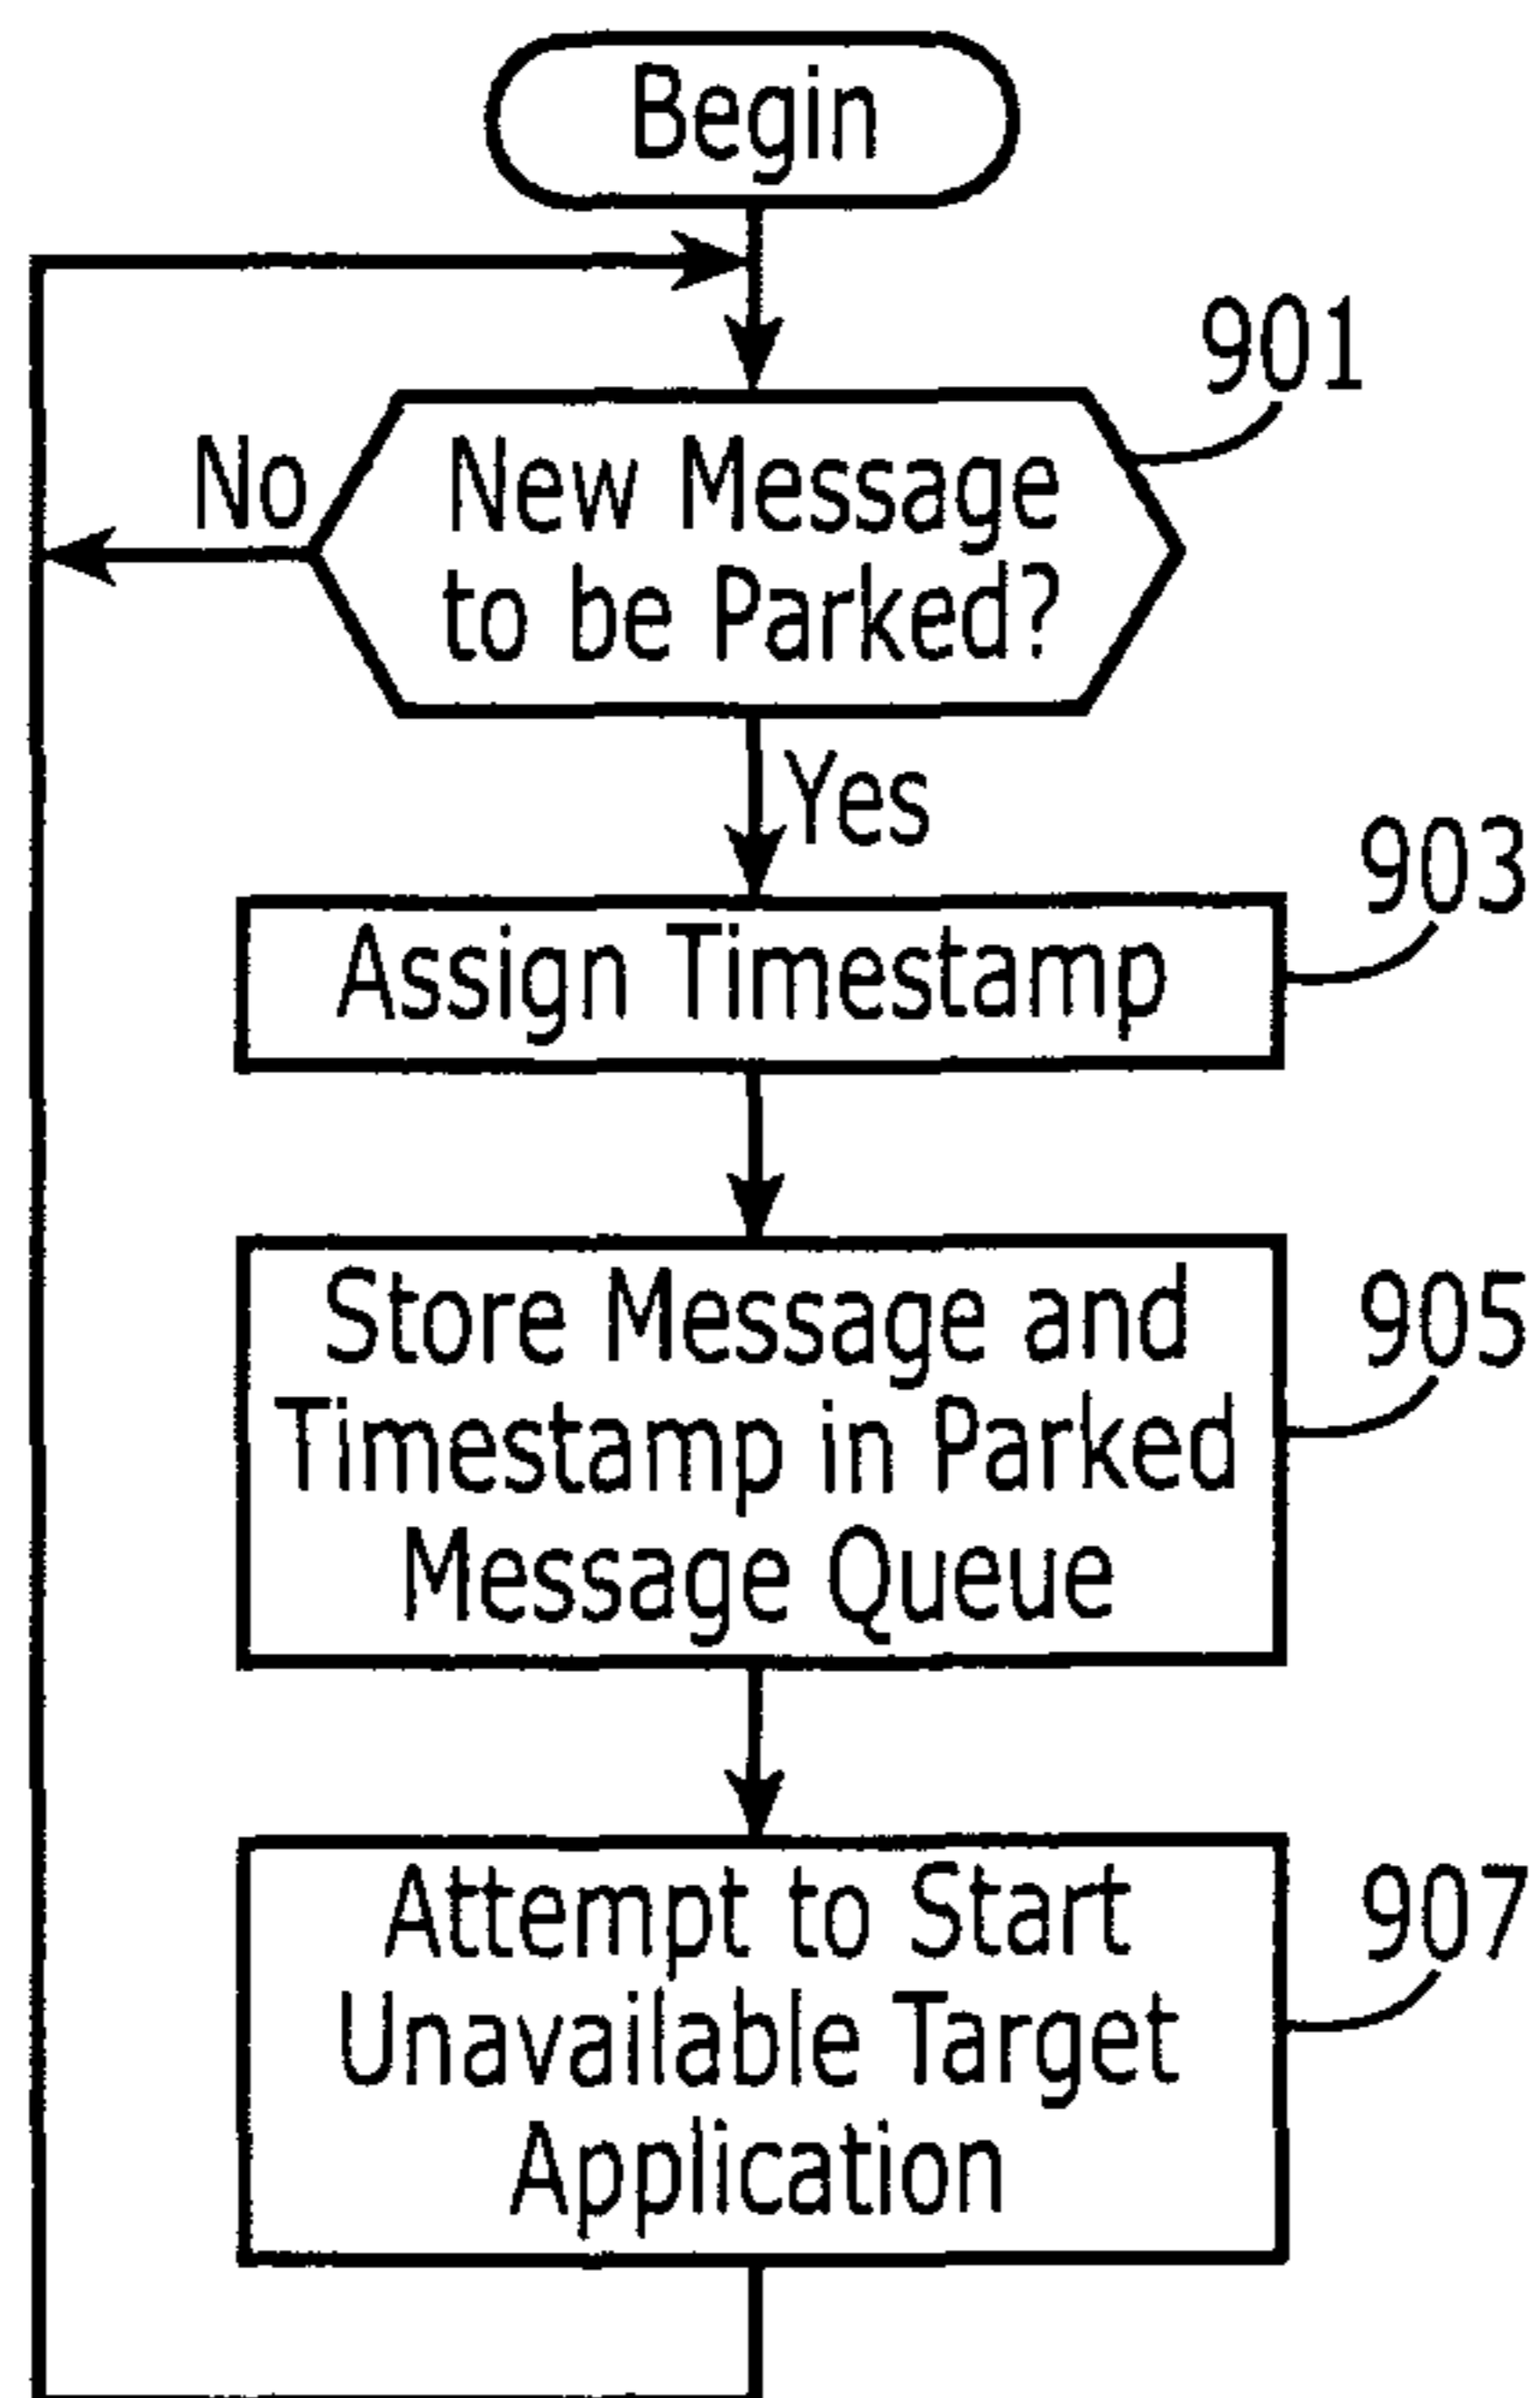 Begin
901
No
New Message
to be Parked?
Yes
903
Assign Timestamp
Store Message and
905
Timestamp in Parked
Message Queue
Attempt to Start
907
Unavailable Target
Application